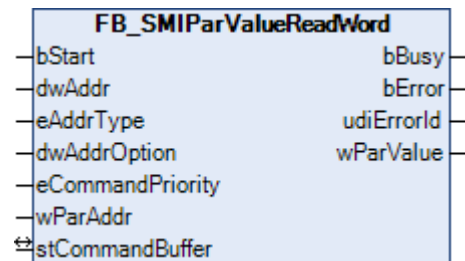 FB_SMIParValueReadWord
bStart bBusy
dwAddr bError
eAddrType udiErrorId
dwAddrOption wParValue
eCommandPriority
wParAddr
stCommandBuffer